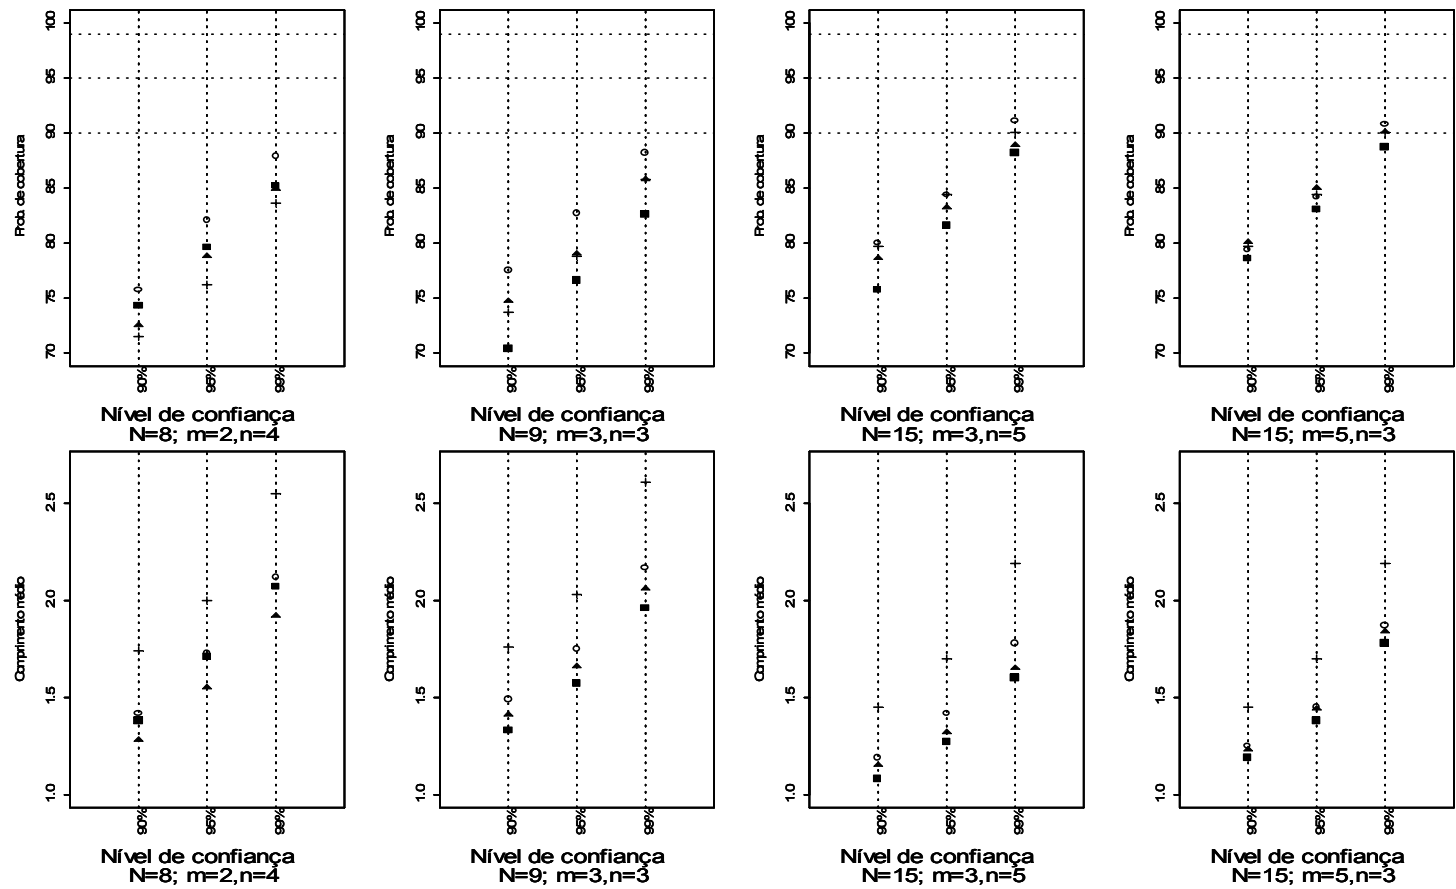 100
95
90
85
80
75
70
Prob. de cobertura
90%
95%
99%
Nível de confiança
N=8; m=2,n=4
100
95
90
85
80
75
70
Prob. de cobertura
90%
95%
99%
Nível de confiança
N=9; m=3,n=3
100
95
90
85
80
75
70
Prob. de cobertura
90%
95%
99%
Nível de confiança
N=15; m=3,n=5
100
95
90
85
80
75
70
Prob. de cobertura
90%
95%
99%
Nível de confiança
N=15; m=5,n=3
2.5
2.0
1.5
1.0
Comprimento médio
90%
95%
99%
Nível de confiança
N=8; m=2,n=4
2.5
2.0
1.5
1.0
Comprimento médio
90%
95%
99%
Nível de confiança
N=9; m=3,n=3
2.5
2.0
1.5
1.0
Comprimento médio
90%
95%
99%
Nível de confiança
N=15; m=3,n=5
2.5
2.0
1.5
1.0
Comprimento médio
90%
95%
99%
Nível de confiança
N=15; m=5,n=3